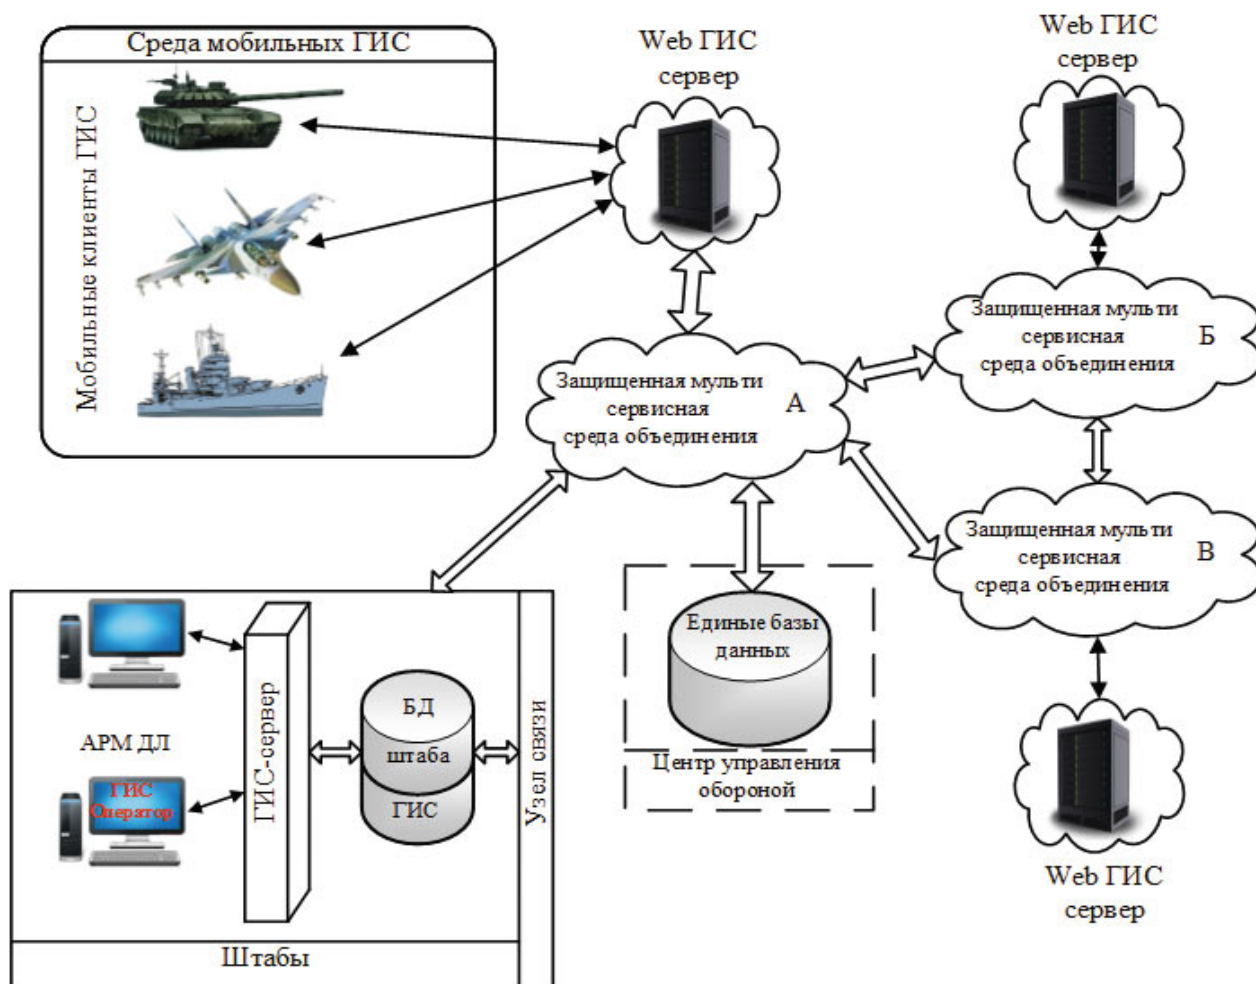 Среда мобильных ГИС
Мобильные клиенты ГИС
Web ГИС
сервер
Web ГИС
сервер
Защищенная мульти
сервисная
среда объединения
А
Защищенная мульти
сервисная
среда объединения
Б
Защищенная мульти
сервисная
среда объединения
В
Единые базы
данных
Центр управления
обороной
Web ГИС
сервер
АРМ ДЛ
ГИС
Оператор
ГИС-сервер
БД
штаба
ГИС
Узел связи
Штабы